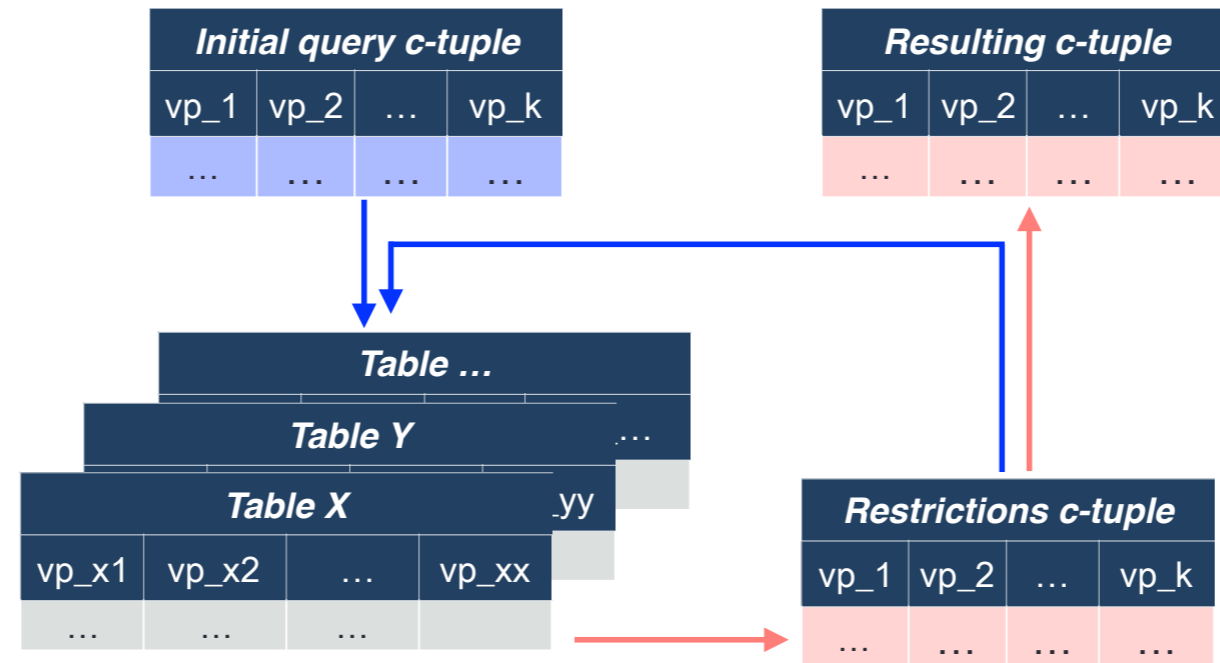 Initial query c-tuple
vp_1 vp_2 ... vp_k
... ... ... ...
Resulting c-tuple
vp_1 vp_2 ... vp_k
... ... ... ...
Table ...
...
Table Y
_yy
Table X
vp_x1 vp_x2 ... vp_xx
... ... ...
Restrictions c-tuple
vp_1 vp_2 ... vp_k
... ... ... ...